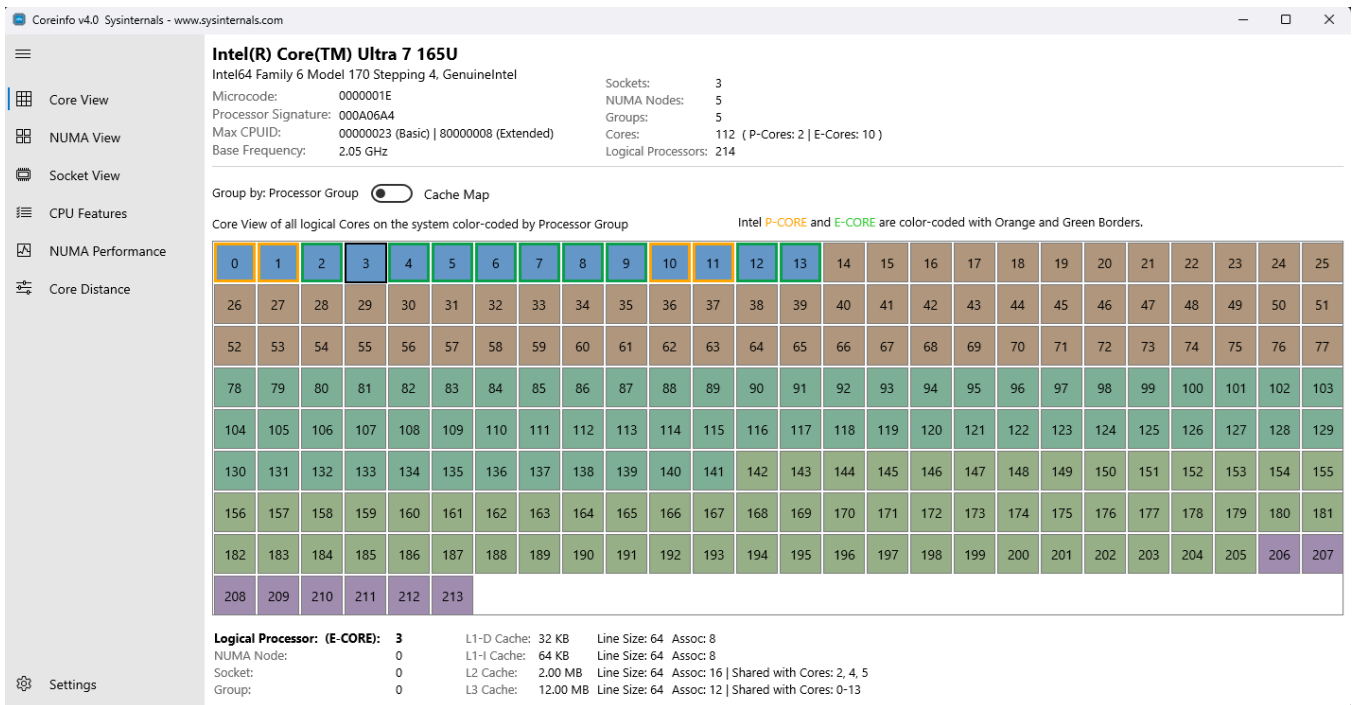 Coreinfo v4.0 Sysinternals - www.sysinternals.com
Core View
NUMA View
Socket View
CPU Features
NUMA Performance
Core Distance
Settings
Intel(R) Core(TM) Ultra 7 165U
Intel64 Family 6 Model 170 Stepping 4, GenuineIntel
Microcode: 0000001E
Processor Signature: 000A06A4
Max CPUID: 00000023 (Basic) | 80000008 (Extended)
Base Frequency: 2.05 GHz
Sockets: 3
NUMA Nodes: 5
Groups: 5
Cores: 112 ( P-Cores: 2 | E-Cores: 10 )
Logical Processors: 214
Group by: Processor Group Cache Map
Core View of all logical Cores on the system color-coded by Processor Group
Intel P-CORE and E-CORE are color-coded with Orange and Green Borders.
0 1 2 3 4 5 6 7 8 9 10 11 12 13 14 15 16 17 18 19 20 21 22 23 24 25
26 27 28 29 30 31 32 33 34 35 36 37 38 39 40 41 42 43 44 45 46 47 48 49 50 51
52 53 54 55 56 57 58 59 60 61 62 63 64 65 66 67 68 69 70 71 72 73 74 75 76 77
78 79 80 81 82 83 84 85 86 87 88 89 90 91 92 93 94 95 96 97 98 99 100 101 102 103
104 105 106 107 108 109 110 111 112 113 114 115 116 117 118 119 120 121 122 123 124 125 126 127 128 129
130 131 132 133 134 135 136 137 138 139 140 141 142 143 144 145 146 147 148 149 150 151 152 153 154 155
156 157 158 159 160 161 162 163 164 165 166 167 168 169 170 171 172 173 174 175 176 177 178 179 180 181
182 183 184 185 186 187 188 189 190 191 192 193 194 195 196 197 198 199 200 201 202 203 204 205 206 207
208 209 210 211 212 213
Logical Processor: (E-CORE): 3
NUMA Node: 0
Socket: 0
Group: 0
L1-D Cache: 32 KB Line Size: 64 Assoc: 8
L1-I Cache: 64 KB Line Size: 64 Assoc: 8
L2 Cache: 2.00 MB Line Size: 64 Assoc: 16 | Shared with Cores: 2, 4, 5
L3 Cache: 12.00 MB Line Size: 64 Assoc: 12 | Shared with Cores: 0-13